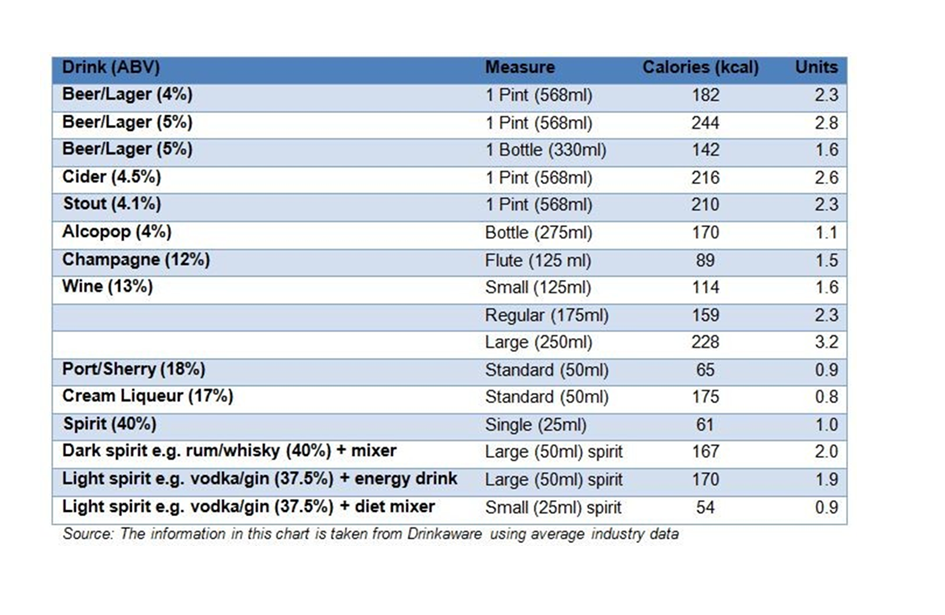 Drink (ABV) Measure Calories (kcal) Units
Beer/Lager (4%) 1 Pint (568ml) 182 2.3
Beer/Lager (5%) 1 Pint (568ml) 244 2.8
Beer/Lager (5%) 1 Bottle (330ml) 142 1.6
Cider (4.5%) 1 Pint (568ml) 216 2.6
Stout (4.1%) 1 Pint (568ml) 210 2.3
Alcopop (4%) Bottle (275ml) 170 1.1
Champagne (12%) Flute (125 ml) 89 1.5
Wine (13%) Small (125ml) 114 1.6
Regular (175ml) 159 2.3
Large (250ml) 228 3.2
Port/Sherry (18%) Standard (50ml) 65 0.9
Cream Liqueur (17%) Standard (50ml) 175 0.8
Spirit (40%) Single (25ml) 61 1.0
Dark spirit e.g. rum/whisky (40%) + mixer Large (50ml) spirit 167 2.0
Light spirit e.g. vodka/gin (37.5%) + energy drink Large (50ml) spirit 170 1.9
Light spirit e.g. vodka/gin (37.5%) + diet mixer Small (25ml) spirit 54 0.9
Source: The information in this chart is taken from Drinkaware using average industry data